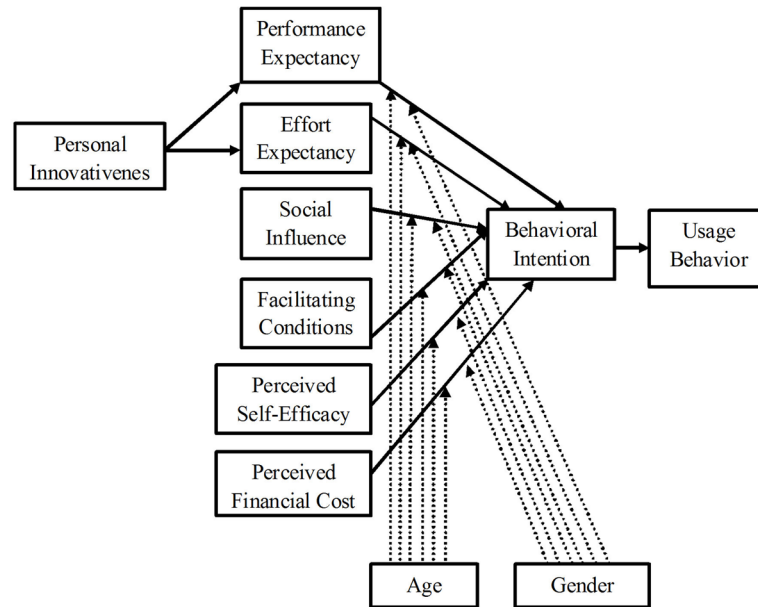 Performance
Expectancy
Personal
Innovativenes
Effort
Expectancy
Social
Influence
Behavioral
Intention
Usage
Behavior
Facilitating
Conditions
Perceived
Self-Efficacy
Perceived
Financial Cost
Age
Gender